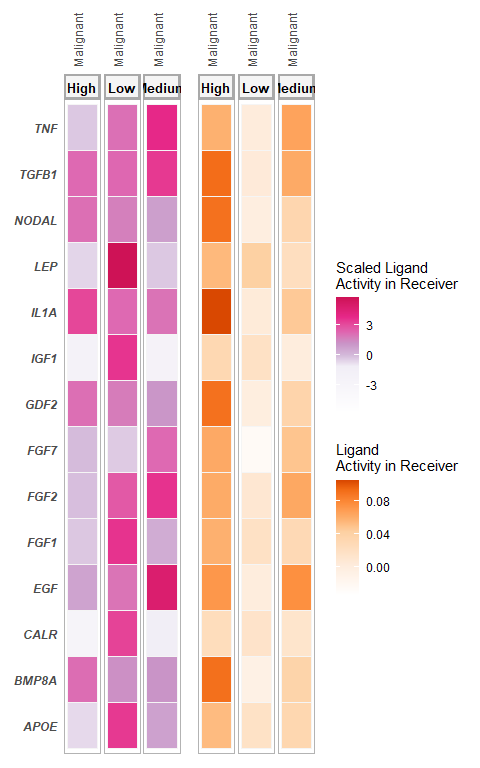 Malignant Malignant Malignant Malignant Malignant Malignant
High Low Medium High Low Medium
TNF
TGFB1
NODAL
LEP
IL1A
IGF1
GDF2
FGF7
FGF2
FGF1
EGF
CALR
BMP8A
APOE
Scaled Ligand
Activity in Receiver
3
0
-3
Ligand
Activity in Receiver
0.08
0.04
0.00